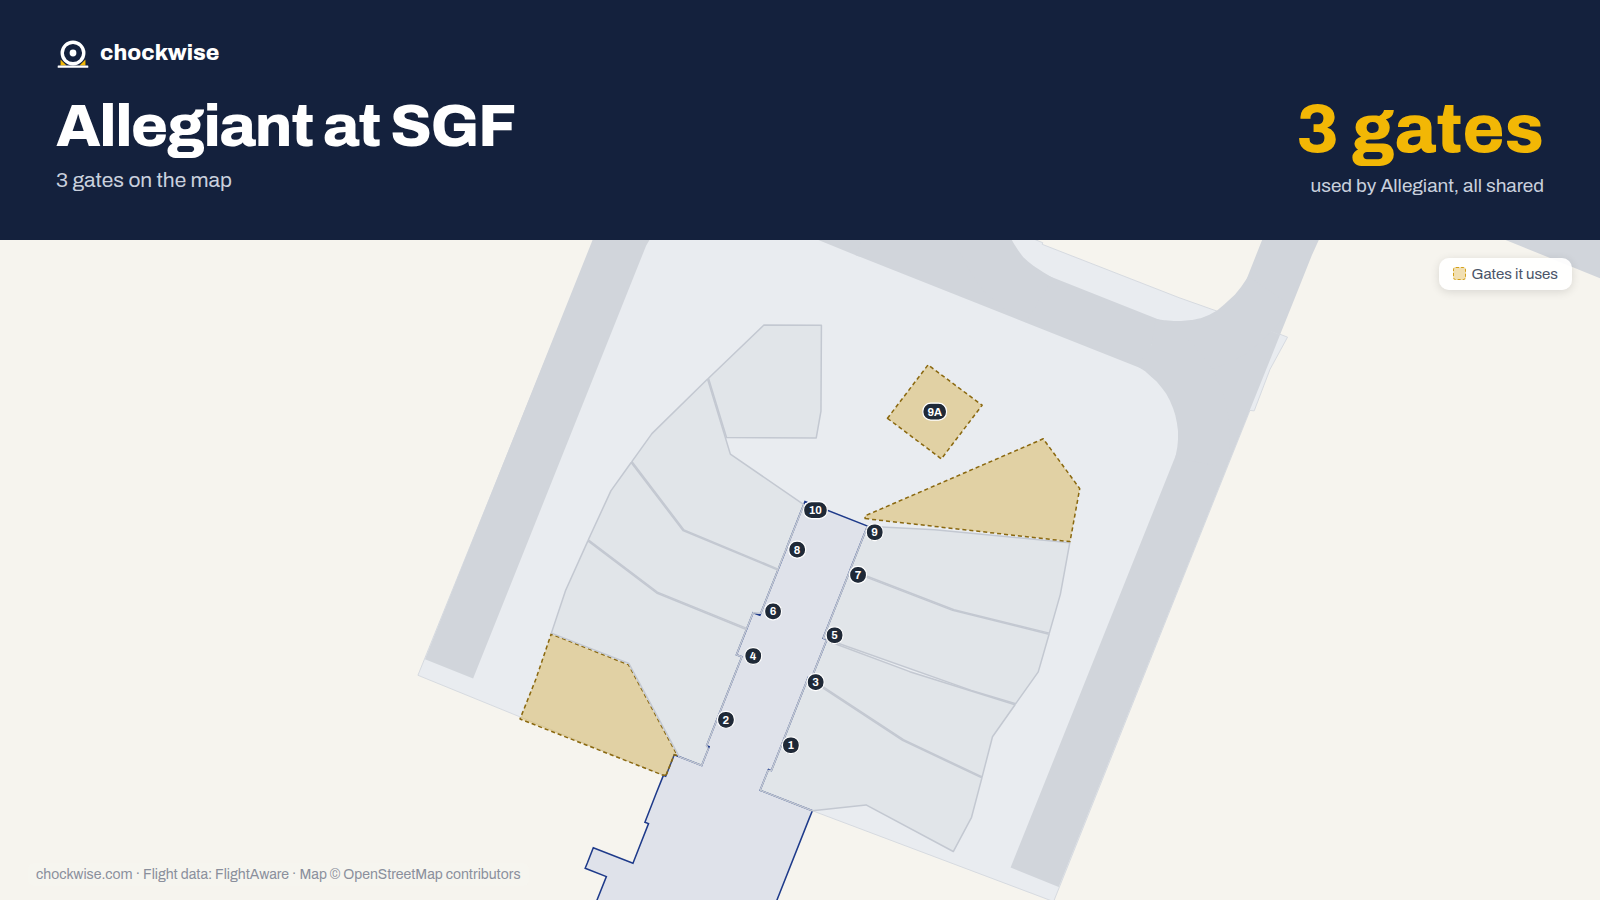 chockwise
Allegiant at SGF
3 gates on the map
3 gates
used by Allegiant, all shared
Gates it uses
9A
10
9
8
7
6
5
4
3
2
1
chockwise.com · Flight data: FlightAware · Map © OpenStreetMap contributors